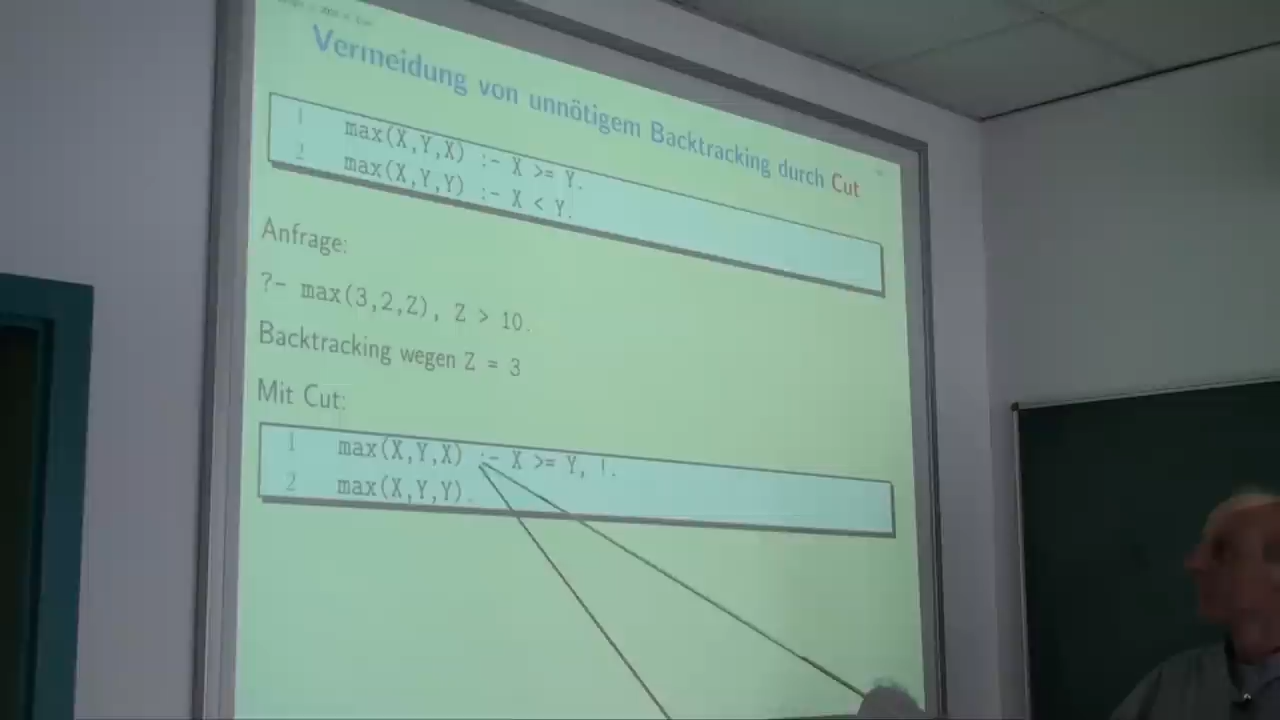 Vermeidung von unnötigem Backtracking durch Cut
1 max(X,Y,X) :- X >= Y.
2 max(X,Y,Y) :- X < Y.
Anfrage:
?- max(3,2,Z), Z > 10.
Backtracking wegen Z = 3
Mit Cut:
1 max(X,Y,X) :- X >= Y, !.
2 max(X,Y,Y).